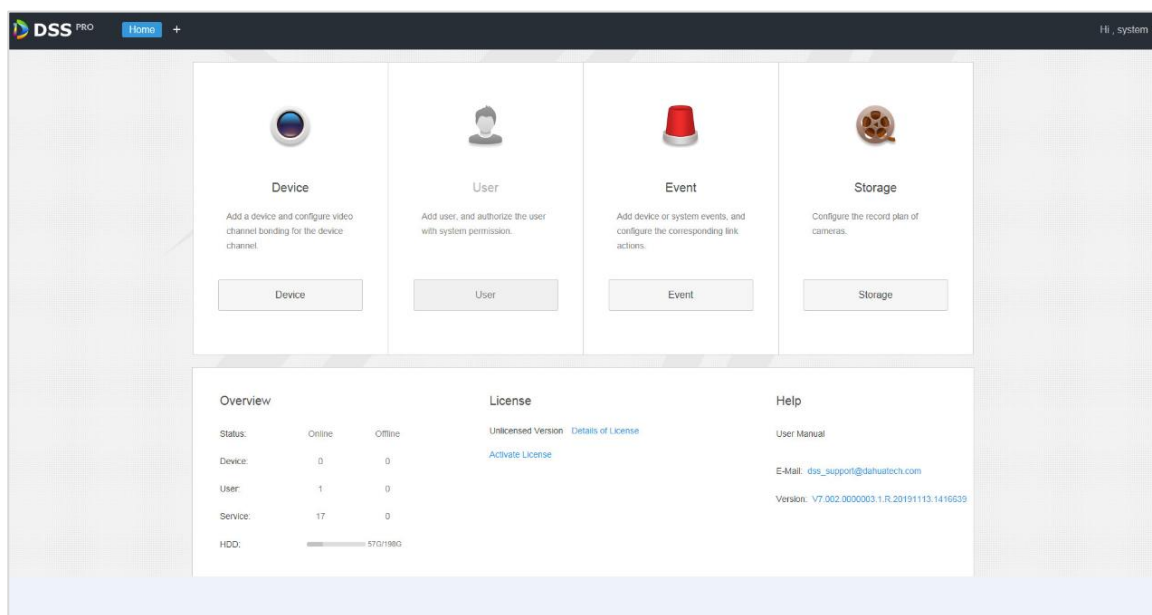 DSS PRO Home + Hi , system
Device
Add a device and configure video
channel bonding for the device
channel.
Device
User
Add user, and authorize the user
with system permission.
User
Event
Add device or system events, and
configure the corresponding link
actions.
Event
Storage
Configure the record plan of
cameras.
Storage
Overview
Status: Online Offline
Device: 0 0
User: 1 0
Service: 17 0
HDD: 57G/198G
License
Unlicensed Version Details of License
Activate License
Help
User Manual
E-Mail: dss_support@dahuatech.com
Version: V7.002.0000003.1.R.20191113.1416639